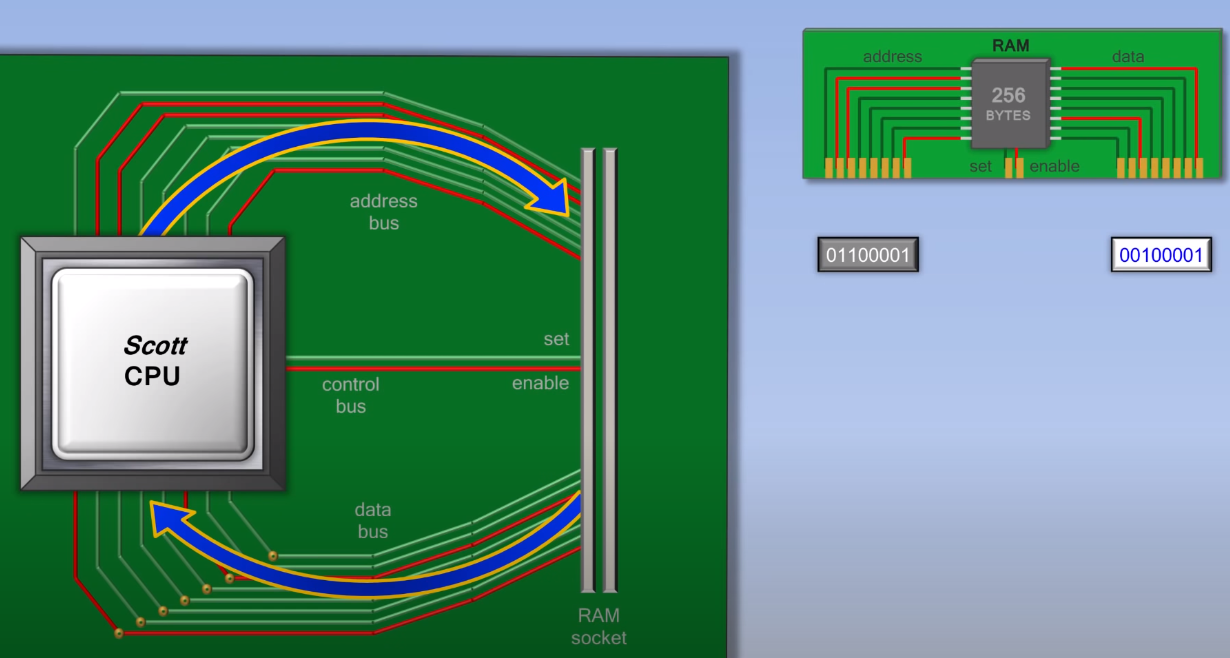 RAM
address
data
256
BYTES
set
enable
01100001
00100001
address
bus
Scott
CPU
set
control
bus
enable
data
bus
RAM
socket